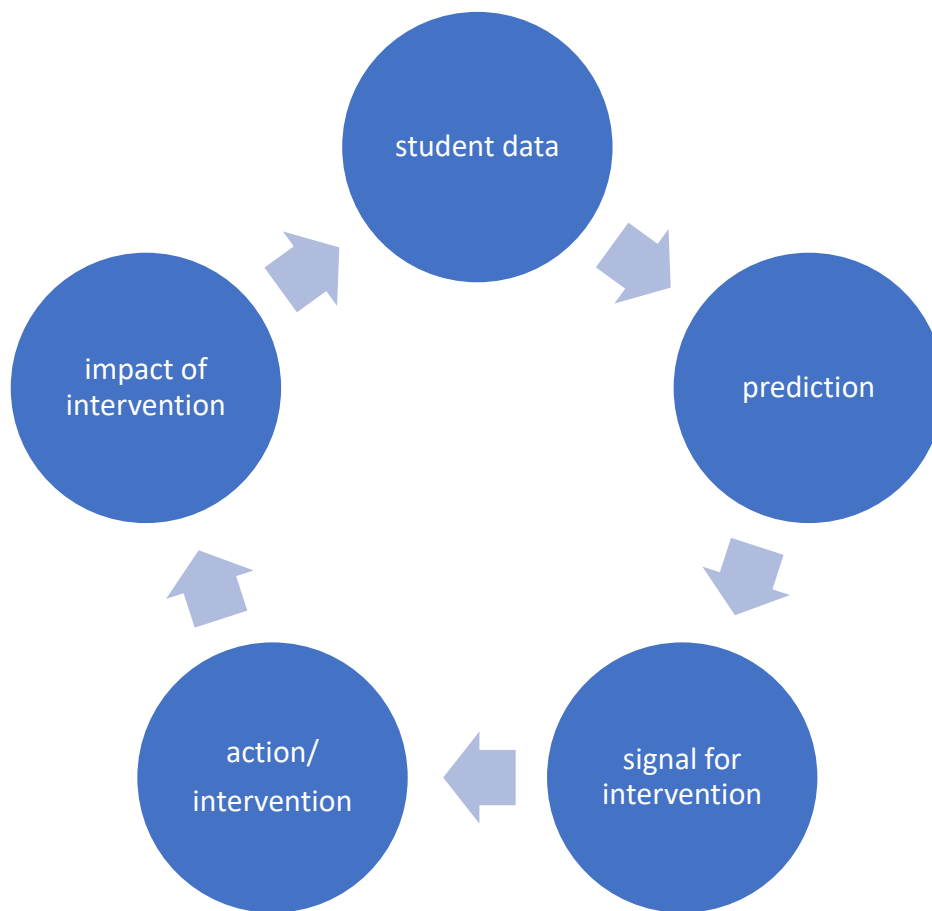 student data
prediction
signal for
intervention
action/
intervention
impact of
intervention